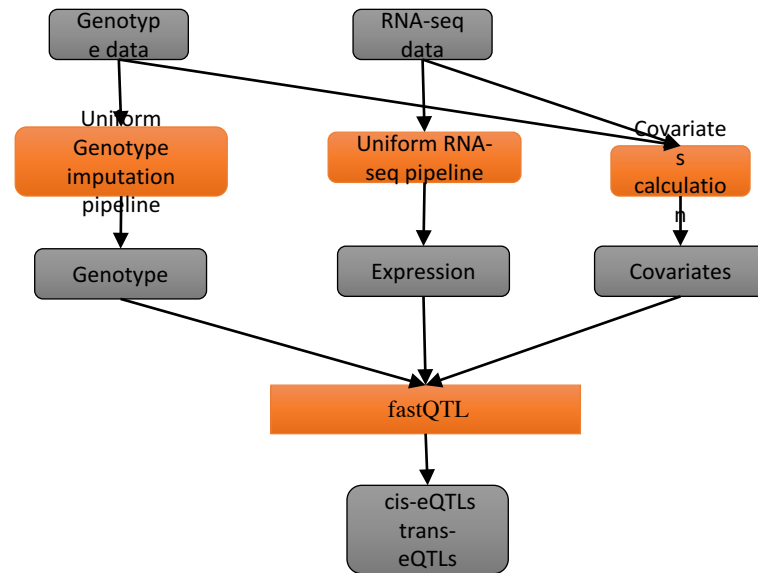 Genotyp
e data
RNA-seq
data
Uniform
Genotype
imputation
pipeline
Uniform RNA-
seq pipeline
Covariate
s
calculatio
n
Genotype
Expression
Covariates
fastQTL
cis-eQTLs
trans-
eQTLs